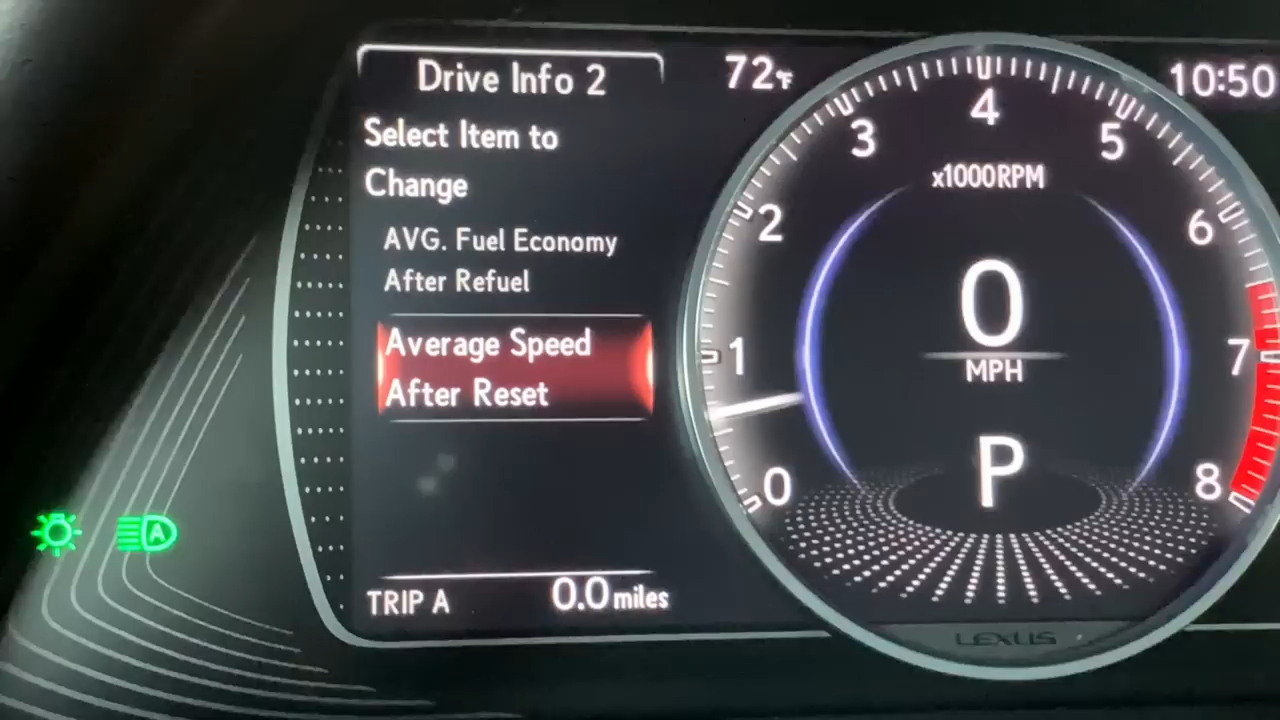 Drive Info 2
72°F
10:50
Select Item to
Change
AVG. Fuel Economy
After Refuel
Average Speed
After Reset
TRIP A 0.0 miles
0
1
2
3
4
5
6
7
8
x1000RPM
0
MPH
P
LEXUS
A